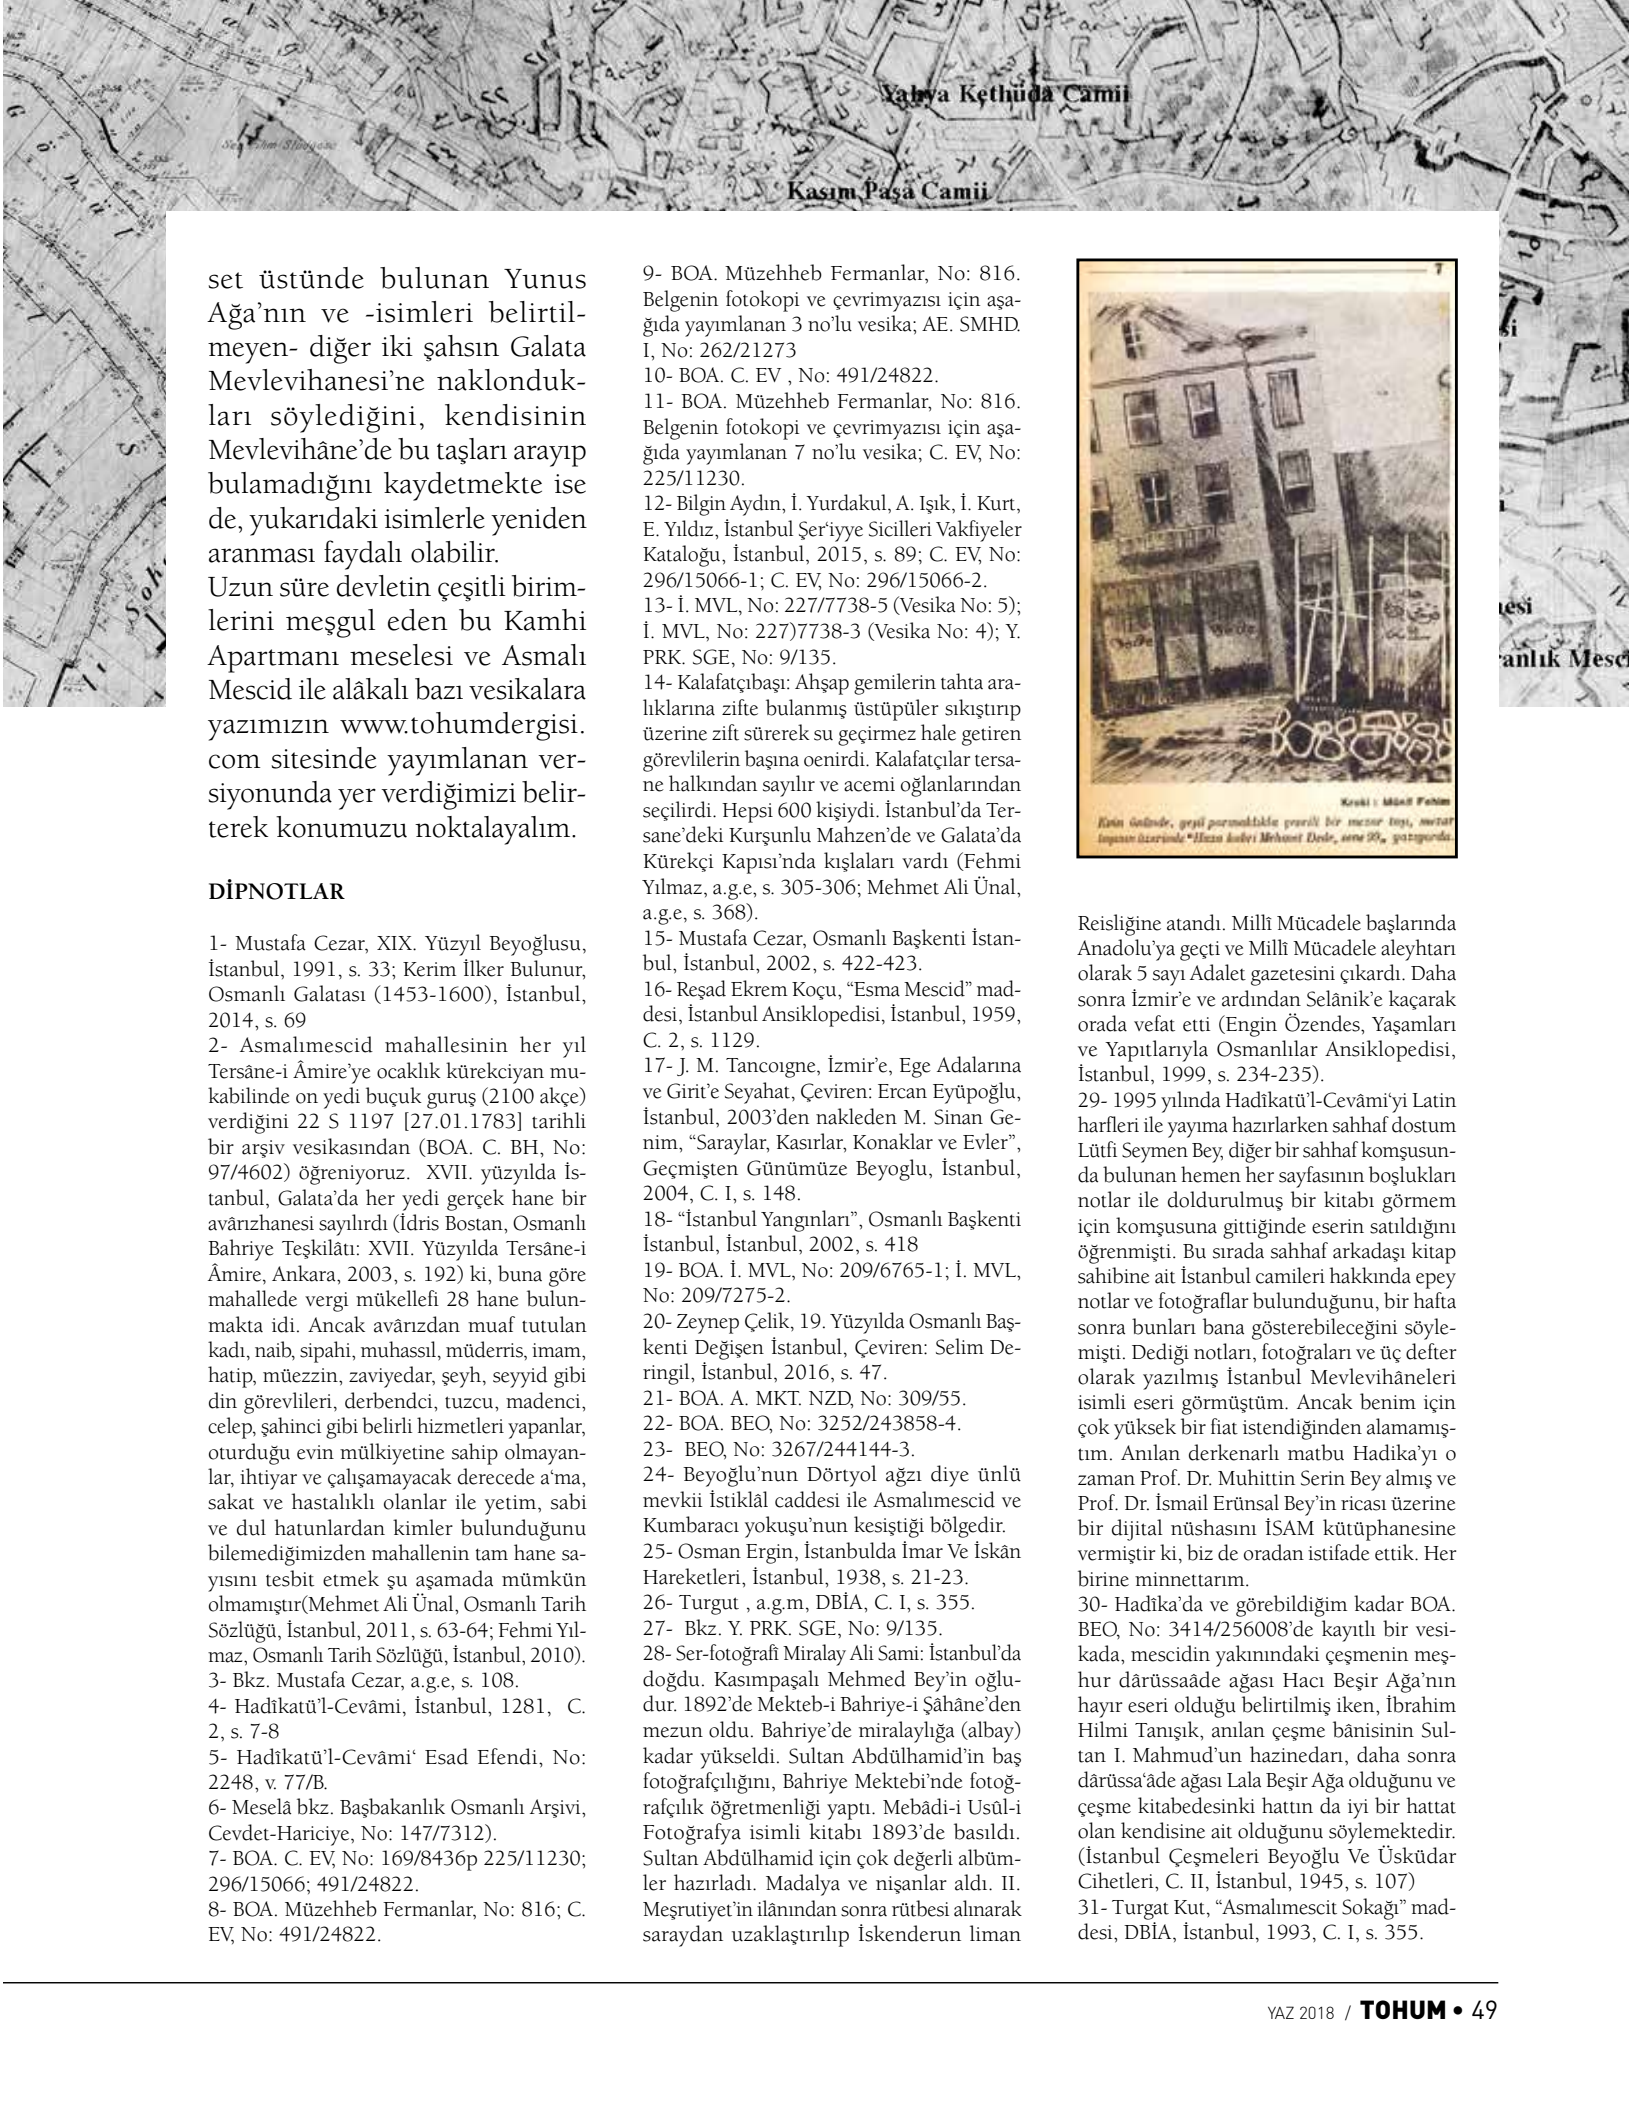 Yahya Kethüda Camii
Kasım Paşa Camii
set üstünde bulunan Yunus
Ağa’nın ve -isimleri belirtil-
meyen- diğer iki şahsın Galata
Mevlevihanesi’ne naklonduk-
ları söylediğini, kendisinin
Mevlevihâne’de bu taşları arayıp
bulamadığını kaydetmekte ise
de, yukarıdaki isimlerle yeniden
aranması faydalı olabilir.
Uzun süre devletin çeşitli birim-
lerini meşgul eden bu Kamhi
Apartmanı meselesi ve Asmalı
Mescid ile alâkalı bazı vesikalara
yazımızın www.tohumdergisi.
com sitesinde yayımlanan ver-
siyonunda yer verdiğimizi belir-
terek konumuzu noktalayalım.
DİPNOTLAR
1- Mustafa Cezar, XIX. Yüzyıl Beyoğlusu,
İstanbul, 1991, s. 33; Kerim İlker Bulunur,
Osmanlı Galatası (1453-1600), İstanbul,
2014, s. 69
2- Asmalımescid mahallesinin her yıl
Tersâne-i Âmire’ye ocaklık kürekciyan mu-
kabilinde on yedi buçuk guruş (2100 akçe)
verdiğini 22 S 1197 [27.01.1783] tarihli
bir arşiv vesikasından (BOA. C. BH, No:
97/4602) öğreniyoruz. XVII. yüzyılda İs-
tanbul, Galata’da her yedi gerçek hane bir
avârızhanesi sayılırdı (İdris Bostan, Osmanlı
Bahriye Teşkilâtı: XVII. Yüzyılda Tersâne-i
Âmire, Ankara, 2003, s. 192) ki, buna göre
mahallede vergi mükellefi 28 hane bulun-
makta idi. Ancak avârızdan muaf tutulan
kadı, naib, sipahi, muhassıl, müderris, imam,
hatip, müezzin, zaviyedar, şeyh, seyyid gibi
din görevlileri, derbendci, tuzcu, madenci,
celep, şahinci gibi belirli hizmetleri yapanlar,
oturduğu evin mülkiyetine sahip olmayan-
lar, ihtiyar ve çalışamayacak derecede a‘ma,
sakat ve hastalıklı olanlar ile yetim, sabi
ve dul hatunlardan kimler bulunduğunu
bilemediğimizden mahallenin tam hane sa-
yısını tesbit etmek şu aşamada mümkün
olmamıştır(Mehmet Ali Ünal, Osmanlı Tarih
Sözlüğü, İstanbul, 2011, s. 63-64; Fehmi Yıl-
maz, Osmanlı Tarih Sözlüğü, İstanbul, 2010).
3- Bkz. Mustafa Cezar, a.g.e, s. 108.
4- Hadîkatü’l-Cevâmi, İstanbul, 1281, C.
2, s. 7-8
5- Hadîkatü’l-Cevâmi‘ Esad Efendi, No:
2248, v. 77/B.
6- Meselâ bkz. Başbakanlık Osmanlı Arşivi,
Cevdet-Hariciye, No: 147/7312).
7- BOA. C. EV, No: 169/8436p 225/11230;
296/15066; 491/24822.
8- BOA. Müzehheb Fermanlar, No: 816; C.
EV, No: 491/24822.
9- BOA. Müzehheb Fermanlar, No: 816.
Belgenin fotokopi ve çevrimyazısı için aşa-
ğıda yayımlanan 3 no’lu vesika; AE. SMHD.
I, No: 262/21273
10- BOA. C. EV , No: 491/24822.
11- BOA. Müzehheb Fermanlar, No: 816.
Belgenin fotokopi ve çevrimyazısı için aşa-
ğıda yayımlanan 7 no’lu vesika; C. EV, No:
225/11230.
12- Bilgin Aydın, İ. Yurdakul, A. Işık, İ. Kurt,
E. Yıldız, İstanbul Şer‘iyye Sicilleri Vakfiyeler
Kataloğu, İstanbul, 2015, s. 89; C. EV, No:
296/15066-1; C. EV, No: 296/15066-2.
13- İ. MVL, No: 227/7738-5 (Vesika No: 5);
İ. MVL, No: 227)7738-3 (Vesika No: 4); Y.
PRK. SGE, No: 9/135.
14- Kalafatçıbaşı: Ahşap gemilerin tahta ara-
lıklarına zifte bulanmış üstüpüler sıkıştırıp
üzerine zift sürerek su geçirmez hale getiren
görevlilerin başına oenirdi. Kalafatçılar tersa-
ne halkından sayılır ve acemi oğlanlarından
seçilirdi. Hepsi 600 kişiydi. İstanbul’da Ter-
sane’deki Kurşunlu Mahzen’de ve Galata’da
Kürekçi Kapısı’nda kışlaları vardı (Fehmi
Yılmaz, a.g.e, s. 305-306; Mehmet Ali Ünal,
a.g.e, s. 368).
15- Mustafa Cezar, Osmanlı Başkenti İstan-
bul, İstanbul, 2002, s. 422-423.
16- Reşad Ekrem Koçu, “Esma Mescid” mad-
desi, İstanbul Ansiklopedisi, İstanbul, 1959,
C. 2, s. 1129.
17- J. M. Tancoıgne, İzmir’e, Ege Adalarına
ve Girit’e Seyahat, Çeviren: Ercan Eyüpoğlu,
İstanbul, 2003’den nakleden M. Sinan Ge-
nim, “Saraylar, Kasırlar, Konaklar ve Evler”,
Geçmişten Günümüze Beyoglu, İstanbul,
2004, C. I, s. 148.
18- “İstanbul Yangınları”, Osmanlı Başkenti
İstanbul, İstanbul, 2002, s. 418
19- BOA. İ. MVL, No: 209/6765-1; İ. MVL,
No: 209/7275-2.
20- Zeynep Çelik, 19. Yüzyılda Osmanlı Baş-
kenti Değişen İstanbul, Çeviren: Selim De-
ringil, İstanbul, 2016, s. 47.
21- BOA. A. MKT. NZD, No: 309/55.
22- BOA. BEO, No: 3252/243858-4.
23- BEO, No: 3267/244144-3.
24- Beyoğlu’nun Dörtyol ağzı diye ünlü
mevkii İstiklâl caddesi ile Asmalımescid ve
Kumbaracı yokuşu’nun kesiştiği bölgedir.
25- Osman Ergin, İstanbulda İmar Ve İskân
Hareketleri, İstanbul, 1938, s. 21-23.
26- Turgut , a.g.m, DBİA, C. I, s. 355.
27- Bkz. Y. PRK. SGE, No: 9/135.
28- Ser-fotoğrafî Miralay Ali Sami: İstanbul’da
doğdu. Kasımpaşalı Mehmed Bey’in oğlu-
dur. 1892’de Mekteb-i Bahriye-i Şâhâne’den
mezun oldu. Bahriye’de miralaylığa (albay)
kadar yükseldi. Sultan Abdülhamid’in baş
fotoğrafçılığını, Bahriye Mektebi’nde fotoğ-
rafçılık öğretmenliği yaptı. Mebâdi-i Usûl-i
Fotoğrafya isimli kitabı 1893’de basıldı.
Sultan Abdülhamid için çok değerli albüm-
ler hazırladı. Madalya ve nişanlar aldı. II.
Meşrutiyet’in ilânından sonra rütbesi alınarak
saraydan uzaklaştırılıp İskenderun liman
7
Kroki : Münif Fehim
Evin önünde, yeşil parmaklıkla çevrili bir mezar taşı, mezar
taşının üzerinde "Haza kabri Mehmet Dede, sene 99„ yazıyordu.
Reisliğine atandı. Millî Mücadele başlarında
Anadolu’ya geçti ve Millî Mücadele aleyhtarı
olarak 5 sayı Adalet gazetesini çıkardı. Daha
sonra İzmir’e ve ardından Selânik’e kaçarak
orada vefat etti (Engin Özendes, Yaşamları
ve Yapıtlarıyla Osmanlılar Ansiklopedisi,
İstanbul, 1999, s. 234-235).
29- 1995 yılında Hadîkatü’l-Cevâmi‘yi Latin
harfleri ile yayıma hazırlarken sahhaf dostum
Lütfi Seymen Bey, diğer bir sahhaf komşusun-
da bulunan hemen her sayfasının boşlukları
notlar ile doldurulmuş bir kitabı görmem
için komşusuna gittiğinde eserin satıldığını
öğrenmişti. Bu sırada sahhaf arkadaşı kitap
sahibine ait İstanbul camileri hakkında epey
notlar ve fotoğraflar bulunduğunu, bir hafta
sonra bunları bana gösterebileceğini söyle-
mişti. Dediği notları, fotoğraları ve üç defter
olarak yazılmış İstanbul Mevlevihâneleri
isimli eseri görmüştüm. Ancak benim için
çok yüksek bir fiat istendiğinden alamamış-
tım. Anılan derkenarlı matbu Hadika’yı o
zaman Prof. Dr. Muhittin Serin Bey almış ve
Prof. Dr. İsmail Erünsal Bey’in ricası üzerine
bir dijital nüshasını İSAM kütüphanesine
vermiştir ki, biz de oradan istifade ettik. Her
birine minnettarım.
30- Hadîka’da ve görebildiğim kadar BOA.
BEO, No: 3414/256008’de kayıtlı bir vesi-
kada, mescidin yakınındaki çeşmenin meş-
hur dârüssaâde ağası Hacı Beşir Ağa’nın
hayır eseri olduğu belirtilmiş iken, İbrahim
Hilmi Tanışık, anılan çeşme bânisinin Sul-
tan I. Mahmud’un hazinedarı, daha sonra
dârüssa‘âde ağası Lala Beşir Ağa olduğunu ve
çeşme kitabedesinki hattın da iyi bir hattat
olan kendisine ait olduğunu söylemektedir.
(İstanbul Çeşmeleri Beyoğlu Ve Üsküdar
Cihetleri, C. II, İstanbul, 1945, s. 107)
31- Turgat Kut, “Asmalımescit Sokağı” mad-
desi, DBİA, İstanbul, 1993, C. I, s. 355.
YAZ 2018 / TOHUM • 49